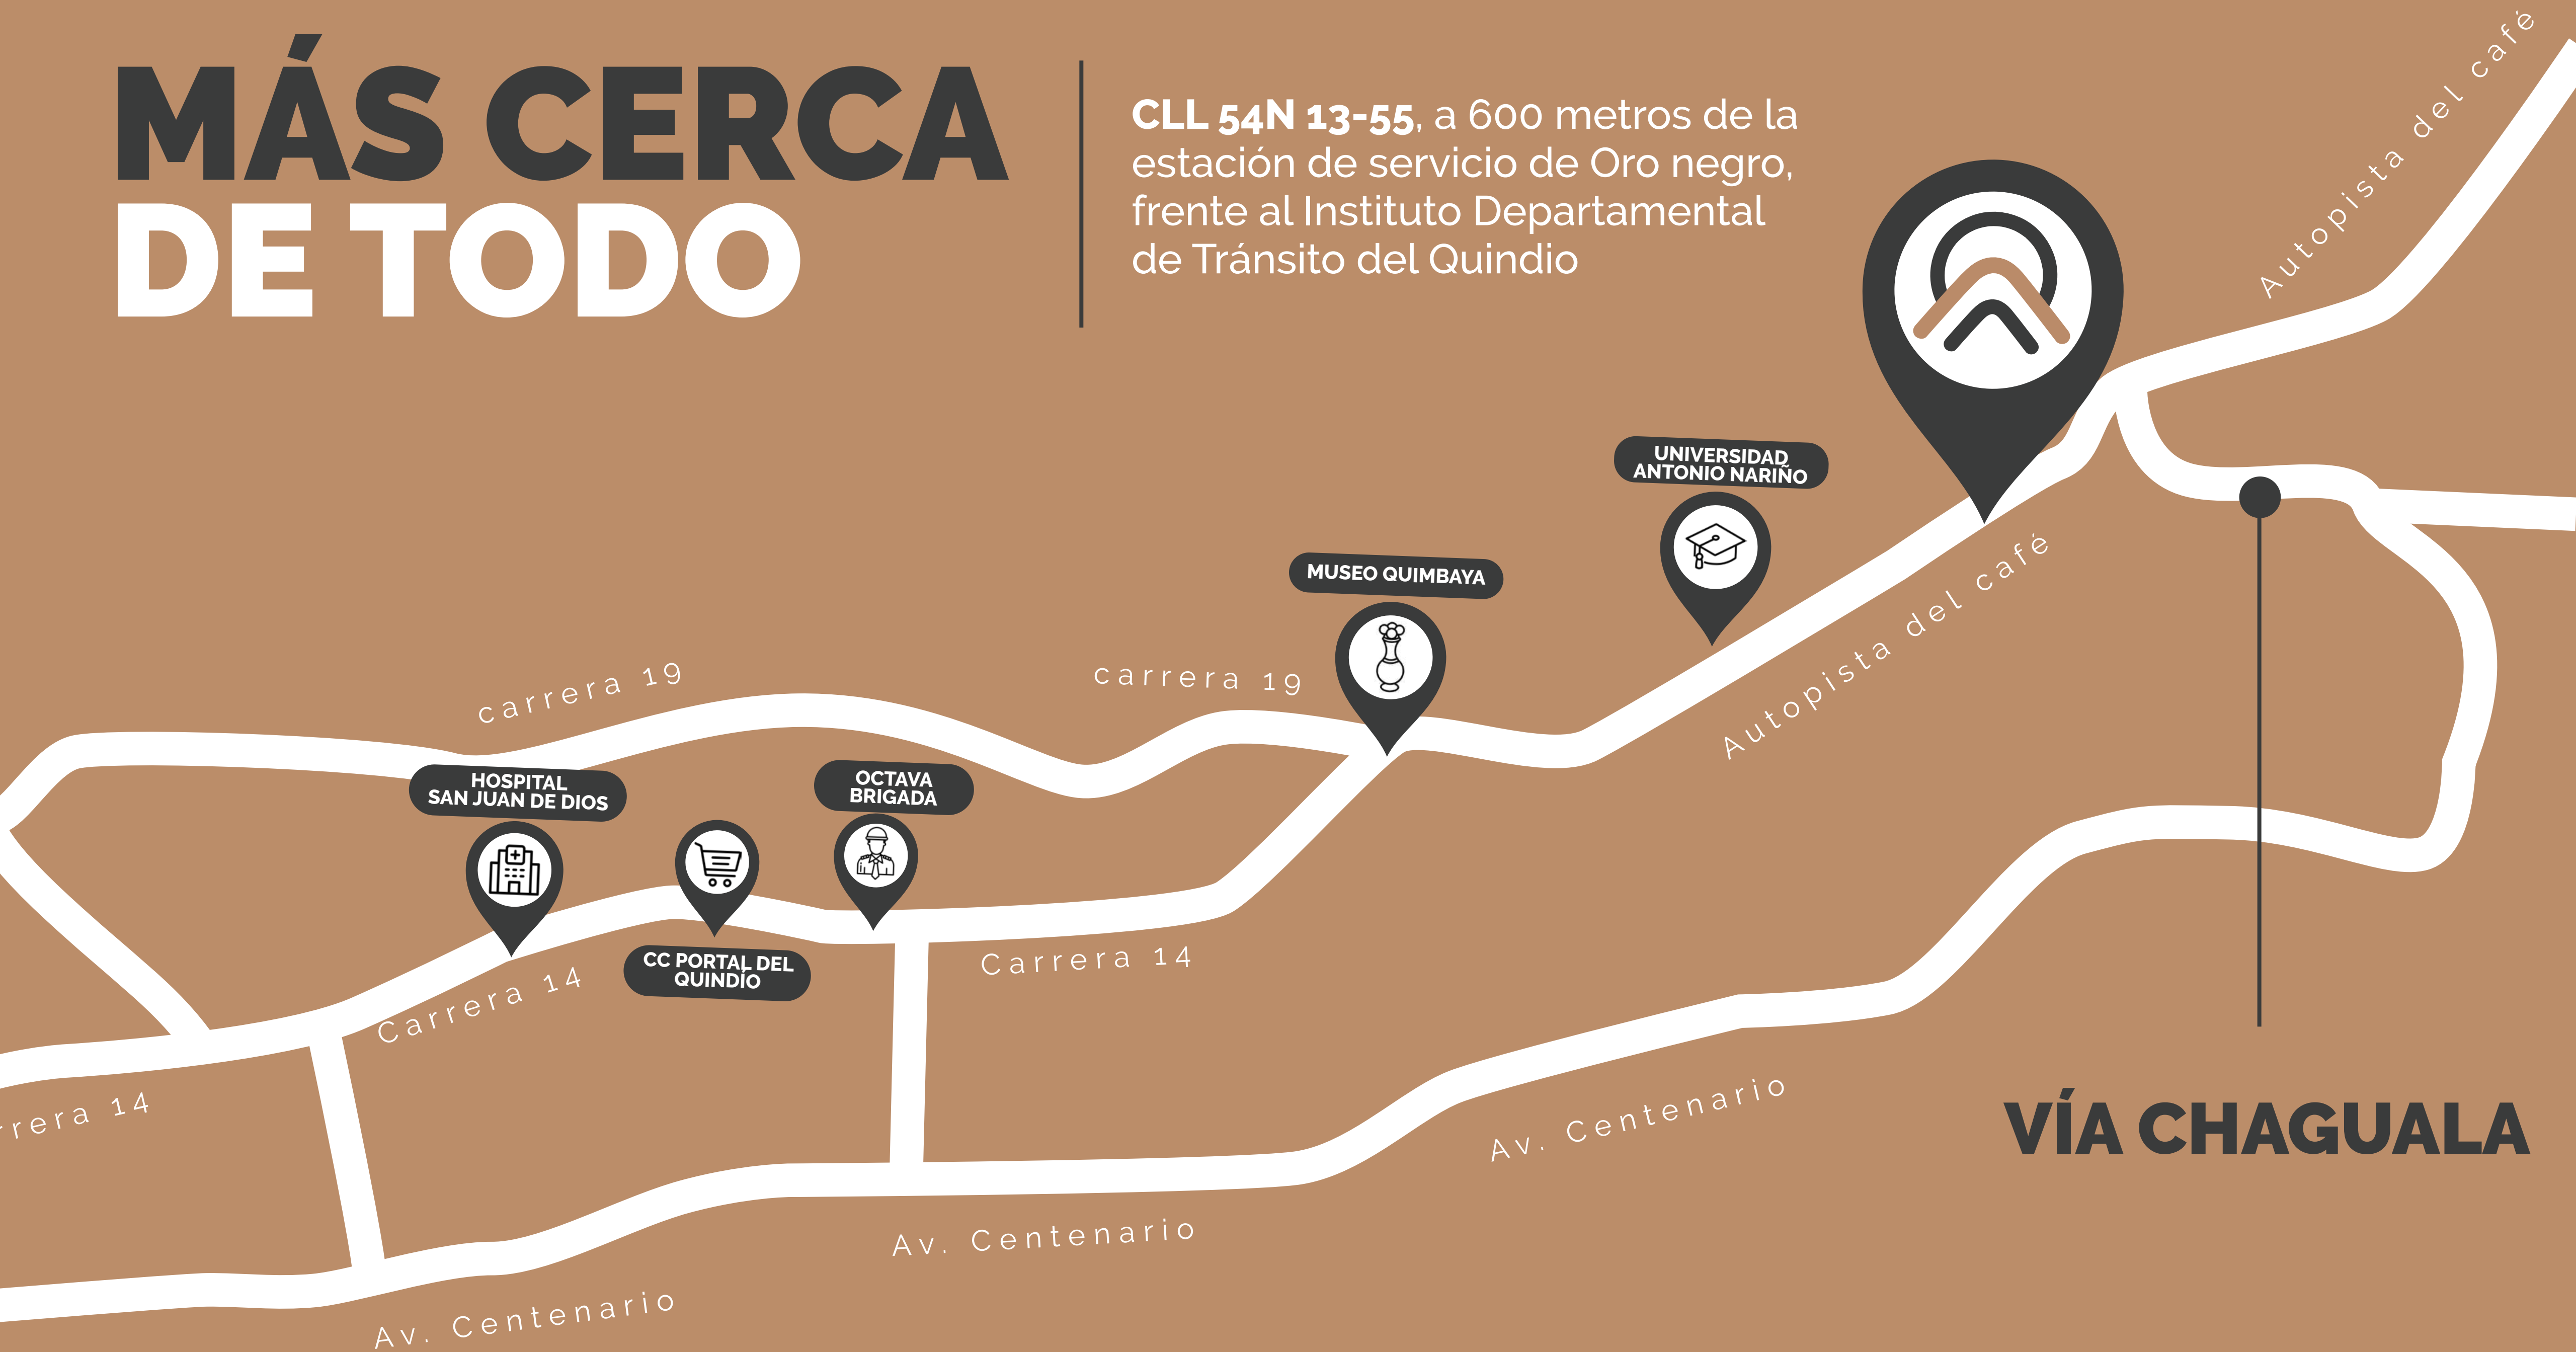 MÁS CERCA
DE TODO
CLL 54N 13-55, a 600 metros de la
estación de servicio de Oro negro,
frente al Instituto Departamental
de Tránsito del Quindio
Autopista del café
UNIVERSIDAD
ANTONIO NARIÑO
MUSEO QUIMBAYA
Autopista del café
carrera 19
carrera 19
HOSPITAL
SAN JUAN DE DIOS
OCTAVA
BRIGADA
CC PORTAL DEL
QUINDÍO
Carrera 14
Carrera 14
rrera 14
Av. Centenario
Av. Centenario
Av. Centenario
VÍA CHAGUALA